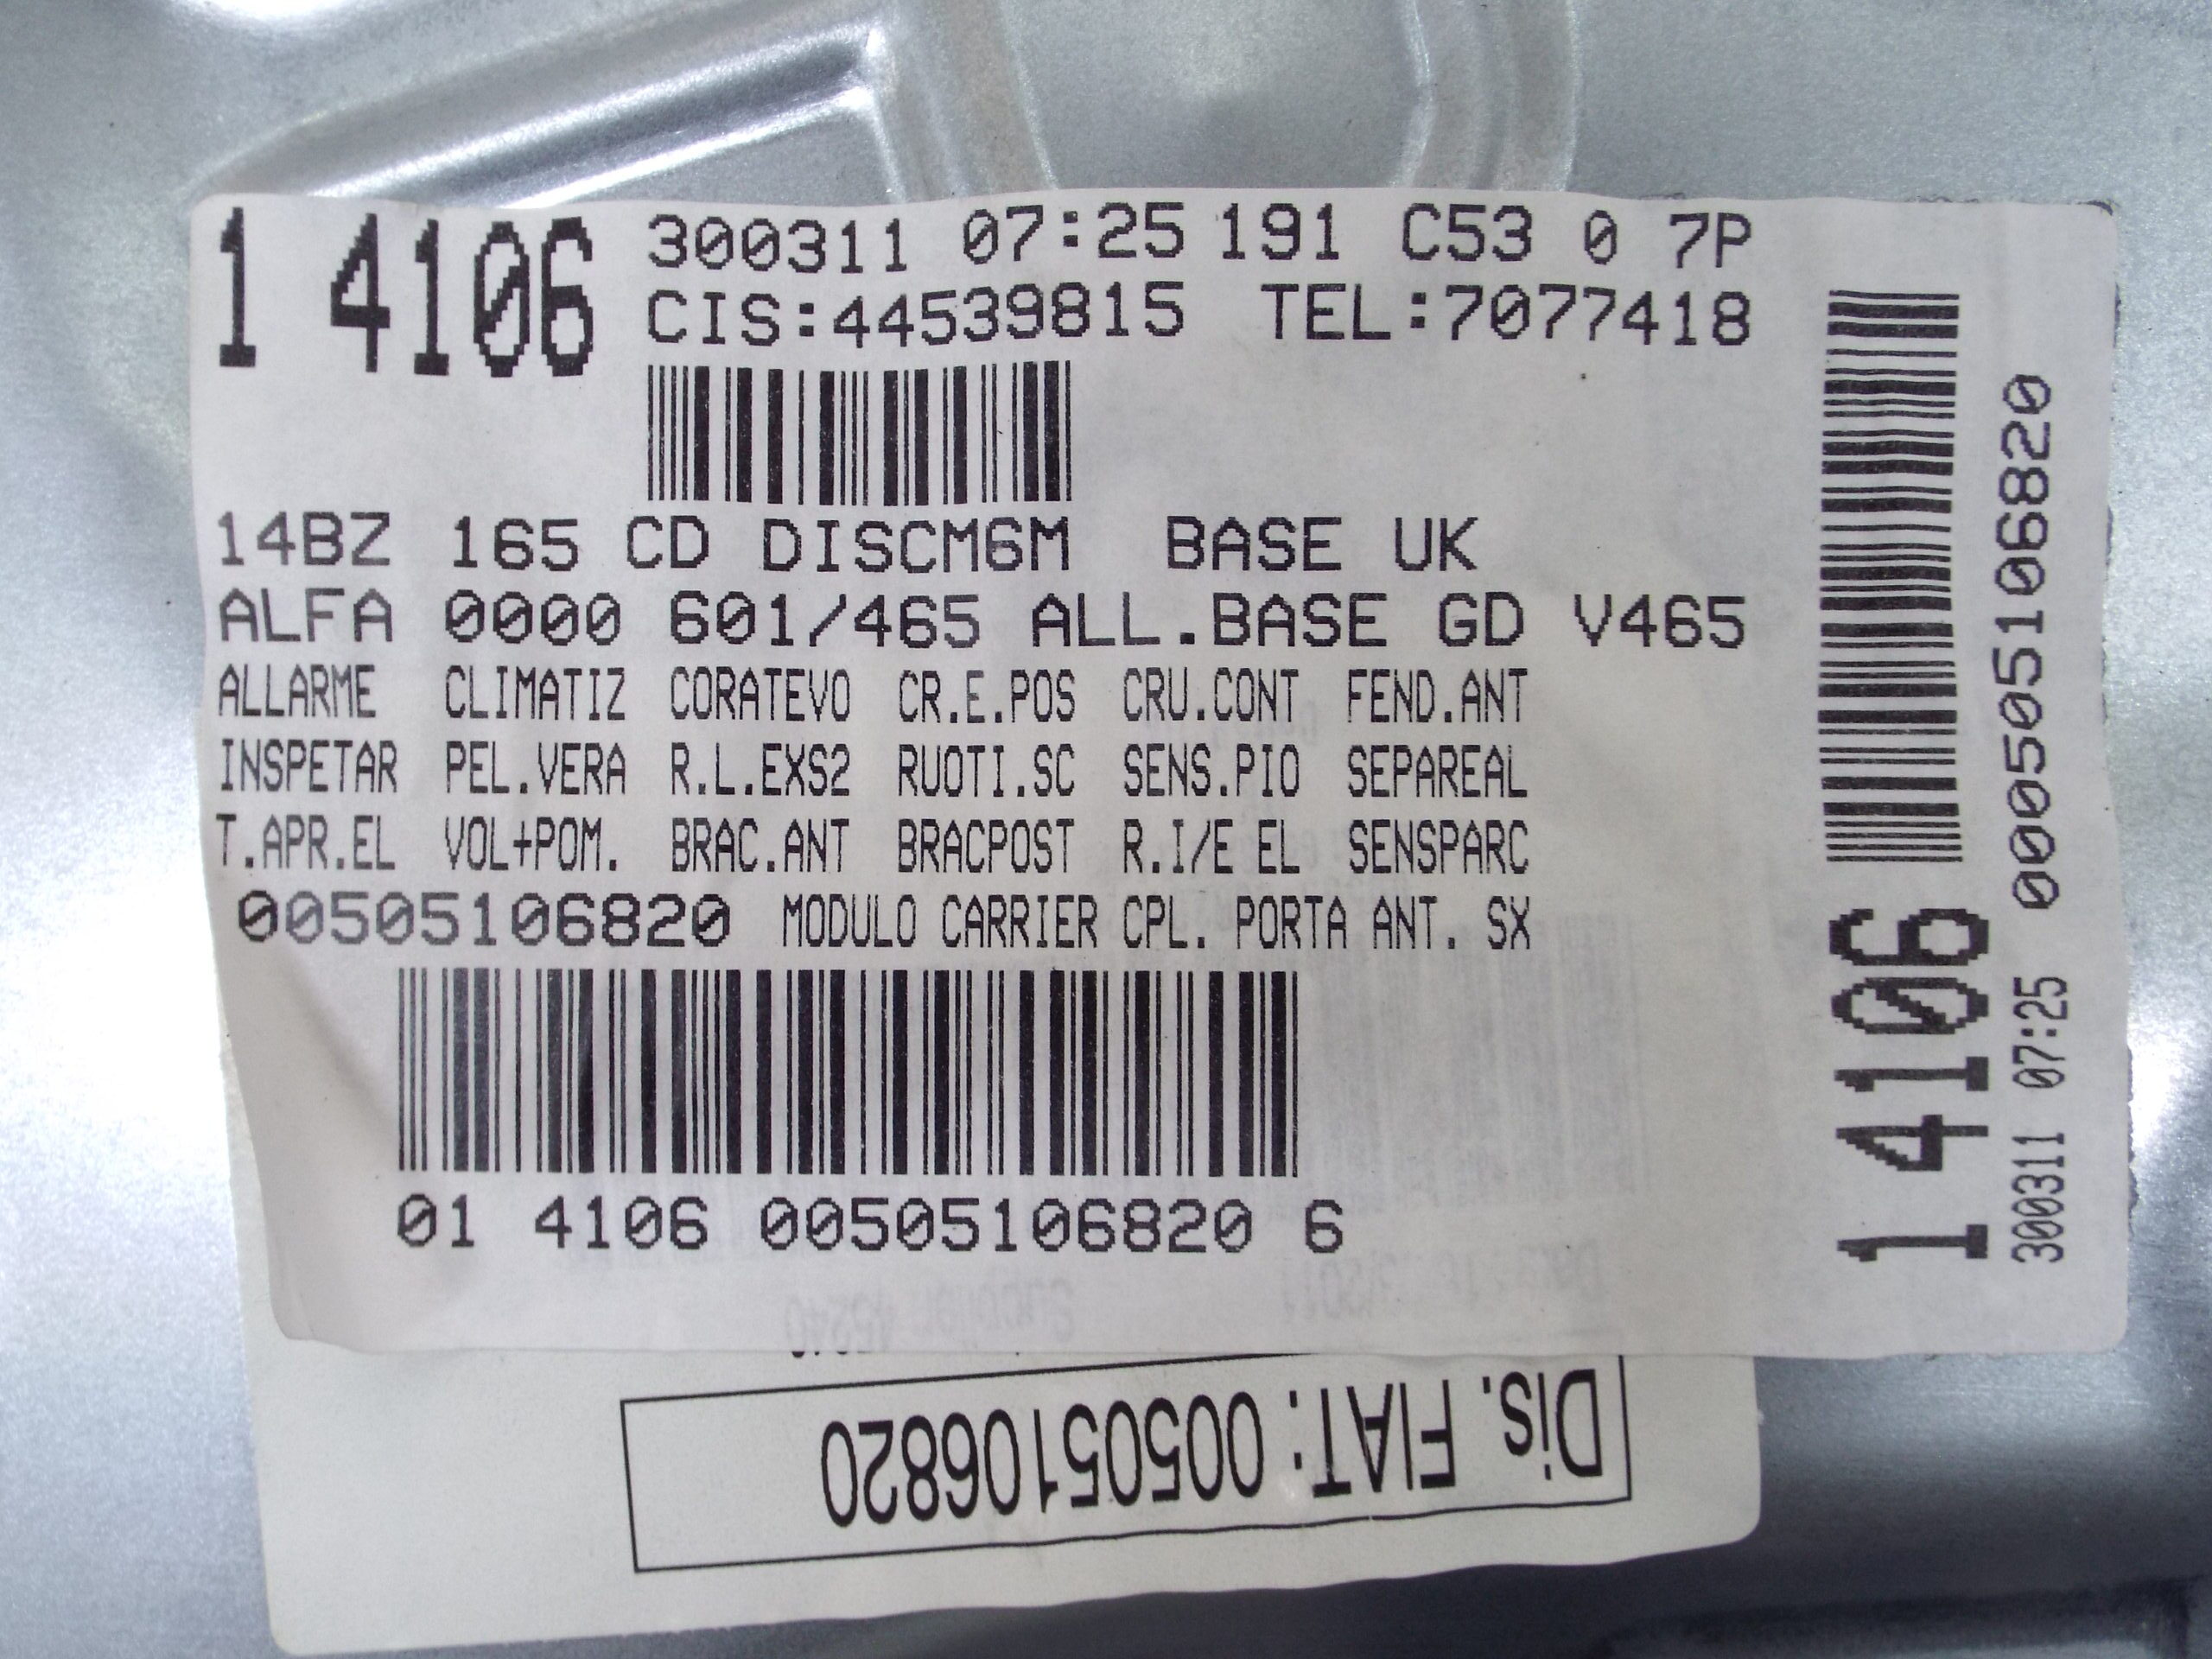 1 4106 300311 07:25 191 C53 0 7P
CIS:44539815 TEL:7077418
14BZ 165 CD DISCM6M BASE UK
ALFA 0000 601/465 ALL.BASE GD V465
ALLARME CLIMATIZ CORATEVO CR.E.POS CRU.CONT FEND.ANT
INSPETAR PEL.VERA R.L.EXS2 RUOTI.SC SENS.PIO SEPAREAL
T.APR.EL VOL+POM. BRAC.ANT BRACPOST R.I/E EL SENSPARC
00505106820 MODULO CARRIER CPL. PORTA ANT. SX
01 4106 00505106820 6
1 4106 00505106820
300311 07:25
Dis. FIAT: 00505106820